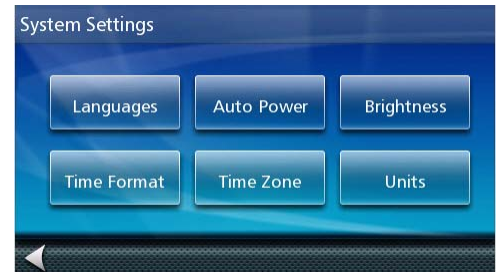 System Settings
Languages
Auto Power
Brightness
Time Format
Time Zone
Units